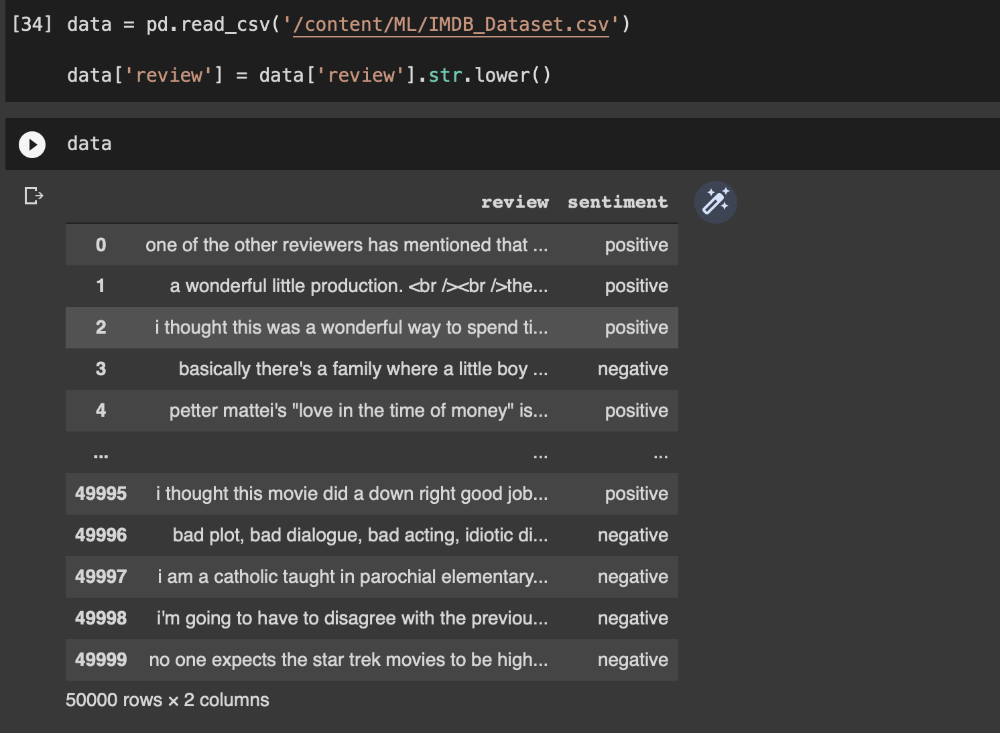 [34] data = pd.read_csv('/content/ML/IMDB_Dataset.csv')
data['review'] = data['review'].str.lower()
data
review sentiment
0 one of the other reviewers has mentioned that ... positive
1 a wonderful little production. <br /><br />the... positive
2 i thought this was a wonderful way to spend ti... positive
3 basically there's a family where a little boy ... negative
4 petter mattei's "love in the time of money" is... positive
... ... ...
49995 i thought this movie did a down right good job... positive
49996 bad plot, bad dialogue, bad acting, idiotic di... negative
49997 i am a catholic taught in parochial elementary... negative
49998 i'm going to have to disagree with the previou... negative
49999 no one expects the star trek movies to be high... negative
50000 rows × 2 columns